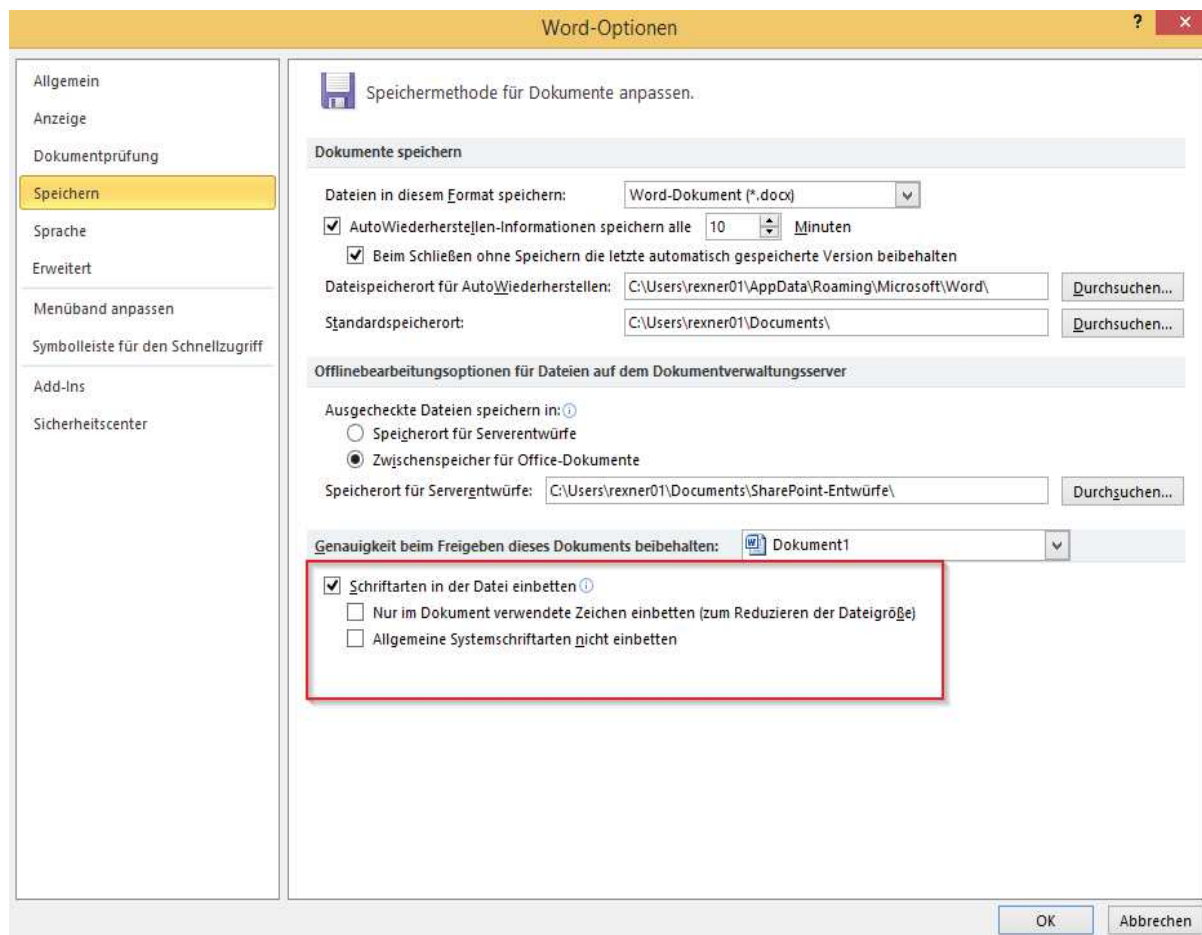 Word-Optionen
?
Allgemein
Anzeige
Dokumentprüfung
Speichern
Sprache
Erweitert
Menüband anpassen
Symbolleiste für den Schnellzugriff
Add-Ins
Sicherheitscenter
Speichermethode für Dokumente anpassen.
Dokumente speichern
Dateien in diesem Format speichern: Word-Dokument (*.docx)
AutoWiederherstellen-Informationen speichern alle 10 Minuten
Beim Schließen ohne Speichern die letzte automatisch gespeicherte Version beibehalten
Dateispeicherort für AutoWiederherstellen: C:\Users\rexner01\AppData\Roaming\Microsoft\Word\ Durchsuchen...
Standardspeicherort: C:\Users\rexner01\Documents\ Durchsuchen...
Offlinebearbeitungsoptionen für Dateien auf dem Dokumentverwaltungsserver
Ausgecheckte Dateien speichern in:
Speicherort für Serverentwürfe
Zwischenspeicher für Office-Dokumente
Speicherort für Serverentwürfe: C:\Users\rexner01\Documents\SharePoint-Entwürfe\ Durchsuchen...
Genauigkeit beim Freigeben dieses Dokuments beibehalten: Dokument1
Schriftarten in der Datei einbetten
Nur im Dokument verwendete Zeichen einbetten (zum Reduzieren der Dateigröße)
Allgemeine Systemschriftarten nicht einbetten
OK Abbrechen